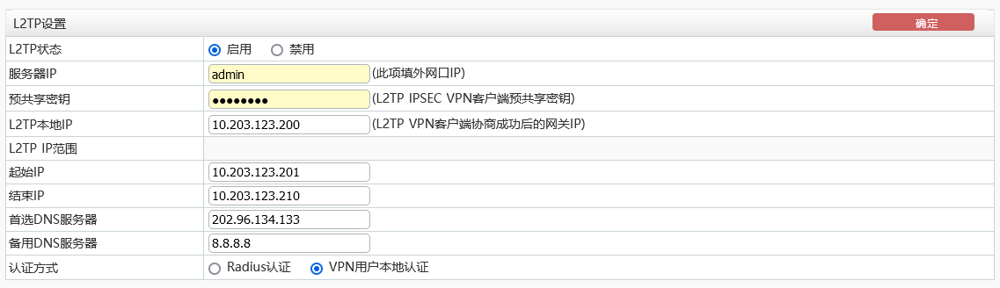 L2TP设置 确定
L2TP状态 启用 禁用
服务器IP admin (此项填外网口IP)
预共享密钥 ●●●●●●●● (L2TP IPSEC VPN客户端预共享密钥)
L2TP本地IP 10.203.123.200 (L2TP VPN客户端协商成功后的网关IP)
L2TP IP范围
起始IP 10.203.123.201
结束IP 10.203.123.210
首选DNS服务器 202.96.134.133
备用DNS服务器 8.8.8.8
认证方式 Radius认证 VPN用户本地认证